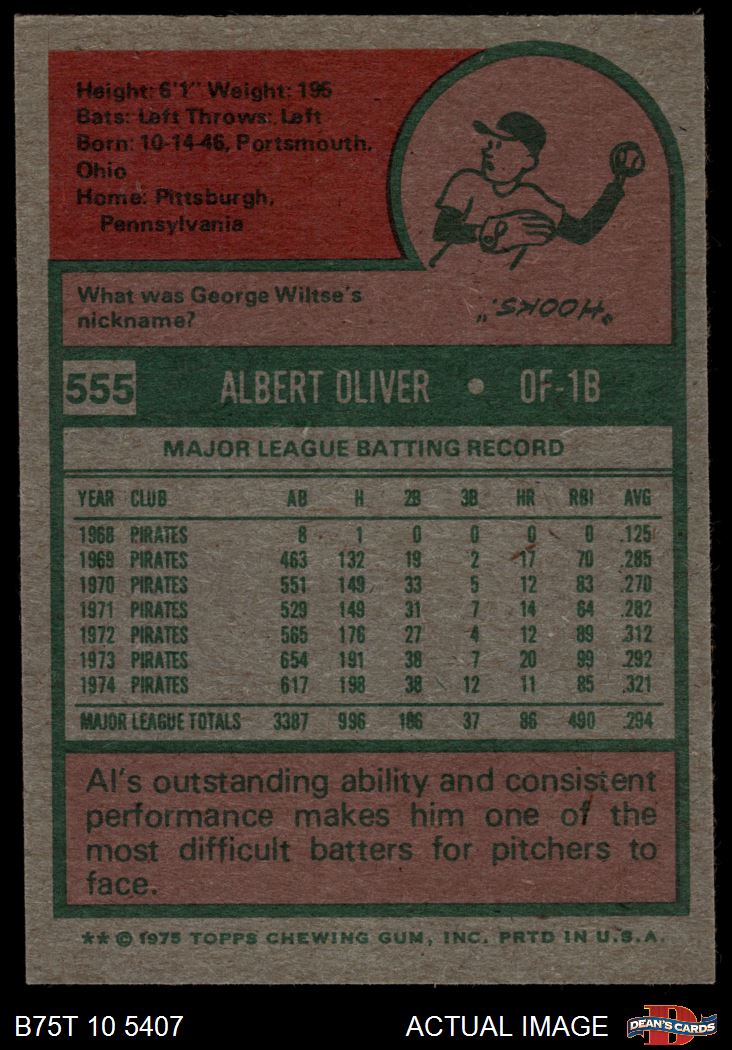 Height: 6'1" Weight: 195
Bats: Left Throws: Left
Born: 10-14-46, Portsmouth,
Ohio
Home: Pittsburgh,
Pennsylvania
What was George Wiltse's
nickname?
"HOOKS."
555 ALBERT OLIVER • OF-1B
MAJOR LEAGUE BATTING RECORD
YEAR CLUB AB H 2B 3B HR RBI AVG
1968 PIRATES 8 1 0 0 0 0 .125
1969 PIRATES 463 132 19 2 17 70 .285
1970 PIRATES 551 149 33 5 12 83 .270
1971 PIRATES 529 149 31 7 14 64 .282
1972 PIRATES 565 176 27 4 12 89 .312
1973 PIRATES 654 191 38 7 20 99 .292
1974 PIRATES 617 198 38 12 11 85 .321
MAJOR LEAGUE TOTALS 3387 996 186 37 86 490 .294
Al's outstanding ability and consistent
performance makes him one of the
most difficult batters for pitchers to
face.
** © 1975 TOPPS CHEWING GUM, INC. PRTD IN U.S.A.
B75T 10 5407 ACTUAL IMAGE D DEAN'S CARDS